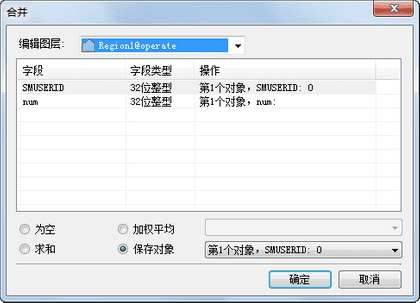 合并
编辑图层: Region1@operate
字段 字段类型 操作
SMUSERID 32位整型 第1个对象, SMUSERID: 0
num 32位整型 第1个对象, num:
为空 加权平均
求和 保存对象 第1个对象, SMUSERID: 0
确定 取消